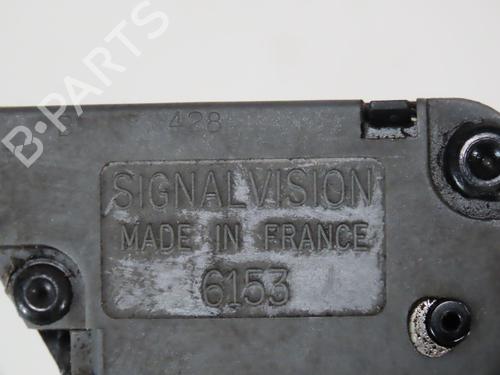 B-PARTS
428
SIGNALVISION
MADE IN FRANCE
6153